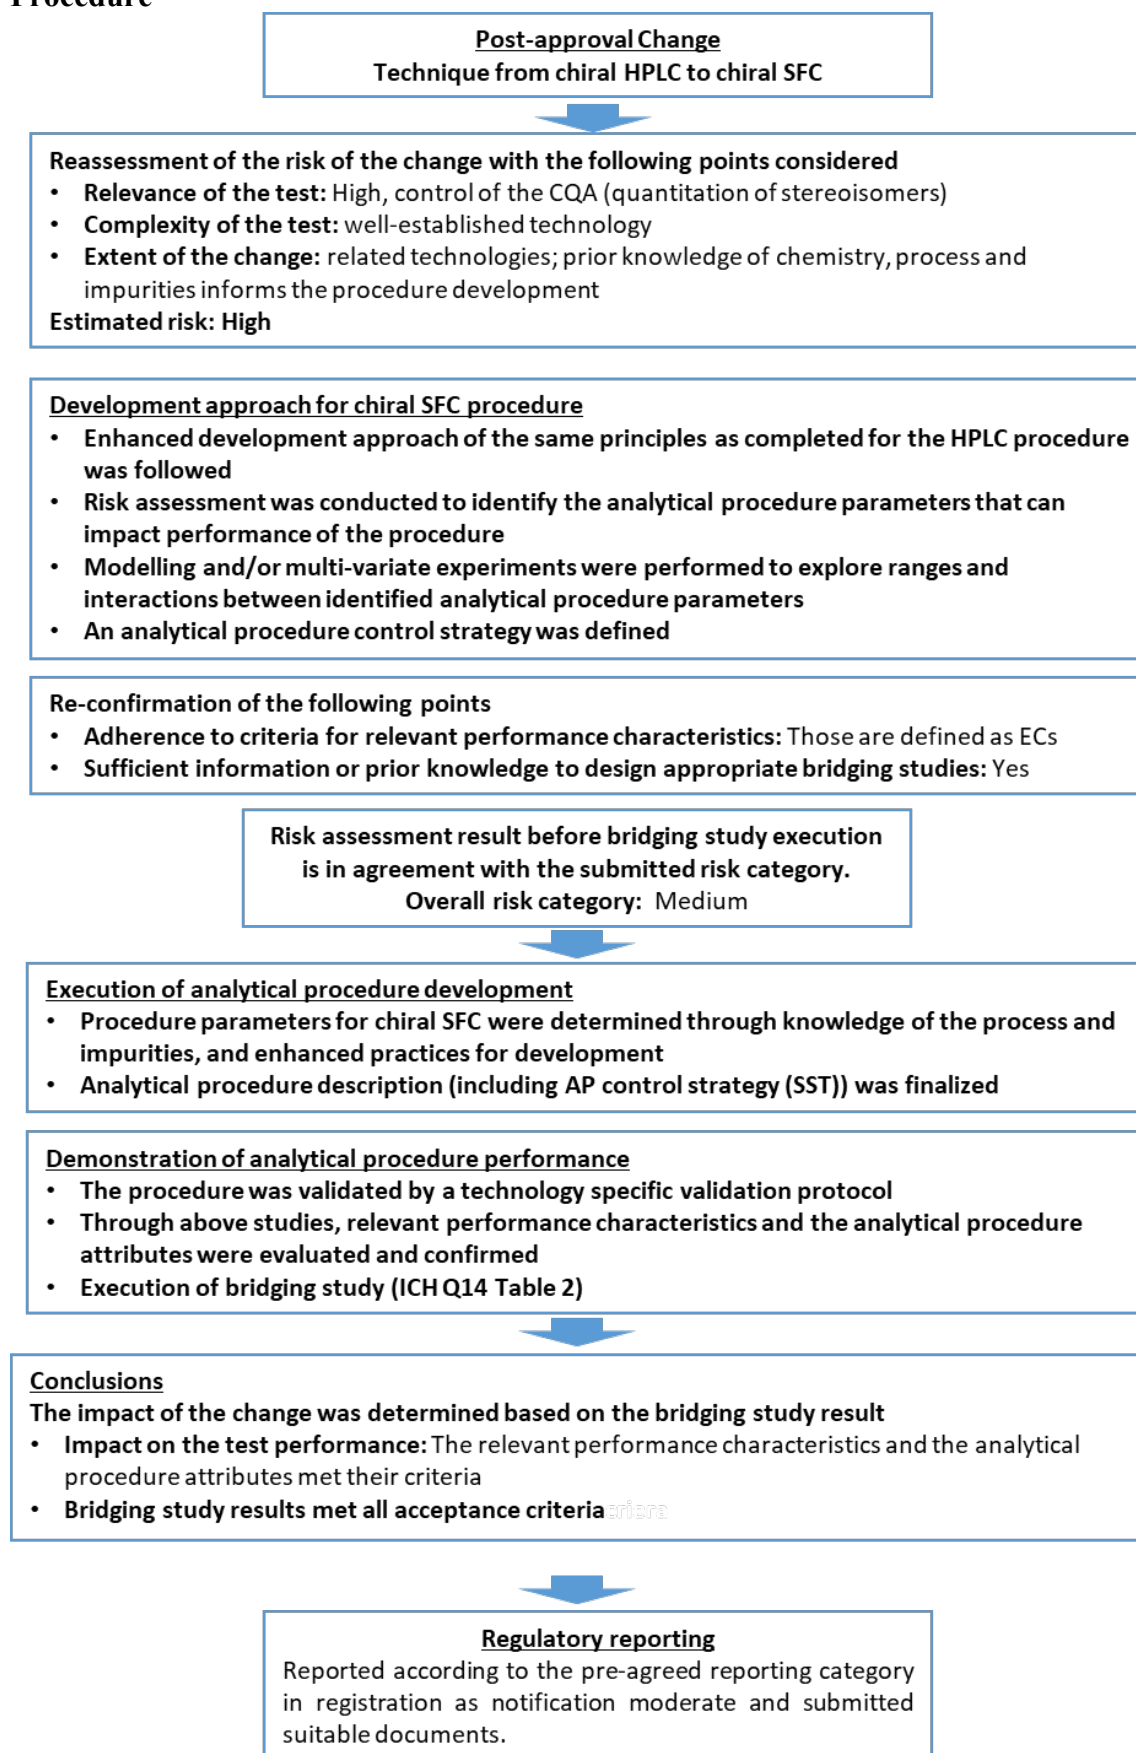 Procedure
Post-approval Change
Technique from chiral HPLC to chiral SFC
Reassessment of the risk of the change with the following points considered
• Relevance of the test: High, control of the CQA (quantitation of stereoisomers)
• Complexity of the test: well-established technology
• Extent of the change: related technologies; prior knowledge of chemistry, process and
impurities informs the procedure development
Estimated risk: High
Development approach for chiral SFC procedure
• Enhanced development approach of the same principles as completed for the HPLC procedure
was followed
• Risk assessment was conducted to identify the analytical procedure parameters that can
impact performance of the procedure
• Modelling and/or multi-variate experiments were performed to explore ranges and
interactions between identified analytical procedure parameters
• An analytical procedure control strategy was defined
Re-confirmation of the following points
• Adherence to criteria for relevant performance characteristics: Those are defined as ECs
• Sufficient information or prior knowledge to design appropriate bridging studies: Yes
Risk assessment result before bridging study execution
is in agreement with the submitted risk category.
Overall risk category: Medium
Execution of analytical procedure development
• Procedure parameters for chiral SFC were determined through knowledge of the process and
impurities, and enhanced practices for development
• Analytical procedure description (including AP control strategy (SST)) was finalized
Demonstration of analytical procedure performance
• The procedure was validated by a technology specific validation protocol
• Through above studies, relevant performance characteristics and the analytical procedure
attributes were evaluated and confirmed
• Execution of bridging study (ICH Q14 Table 2)
Conclusions
The impact of the change was determined based on the bridging study result
• Impact on the test performance: The relevant performance characteristics and the analytical
procedure attributes met their criteria
• Bridging study results met all acceptance criteria
Regulatory reporting
Reported according to the pre-agreed reporting category
in registration as notification moderate and submitted
suitable documents.